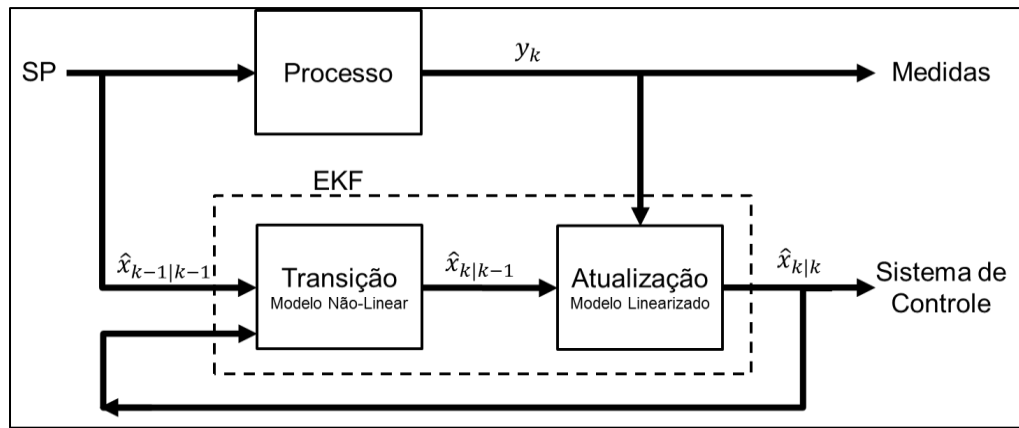 SP
Processo
y_k
Medidas
EKF
x̂_{k−1|k−1}
Transição
Modelo Não-Linear
x̂_{k|k−1}
Atualização
Modelo Linearizado
x̂_{k|k}
Sistema de
Controle